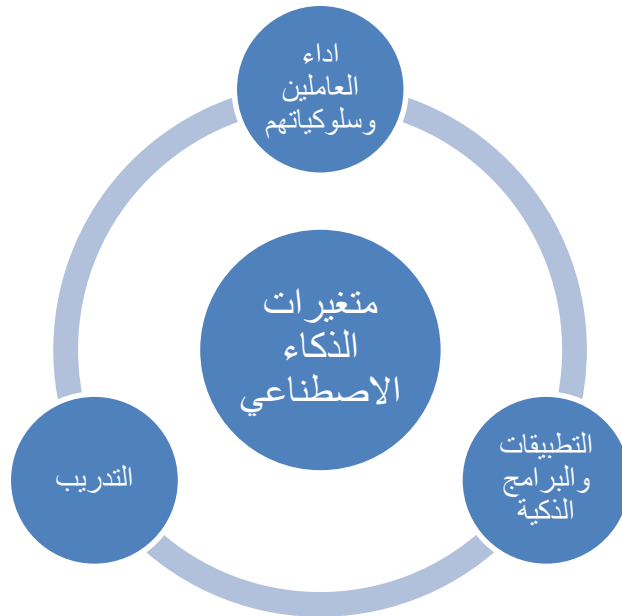 اداء
العاملين
وسلوكياتهم
متغيرات
الذكاء
الاصطناعي
التطبيقات
والبرامج
الذكية
التدريب